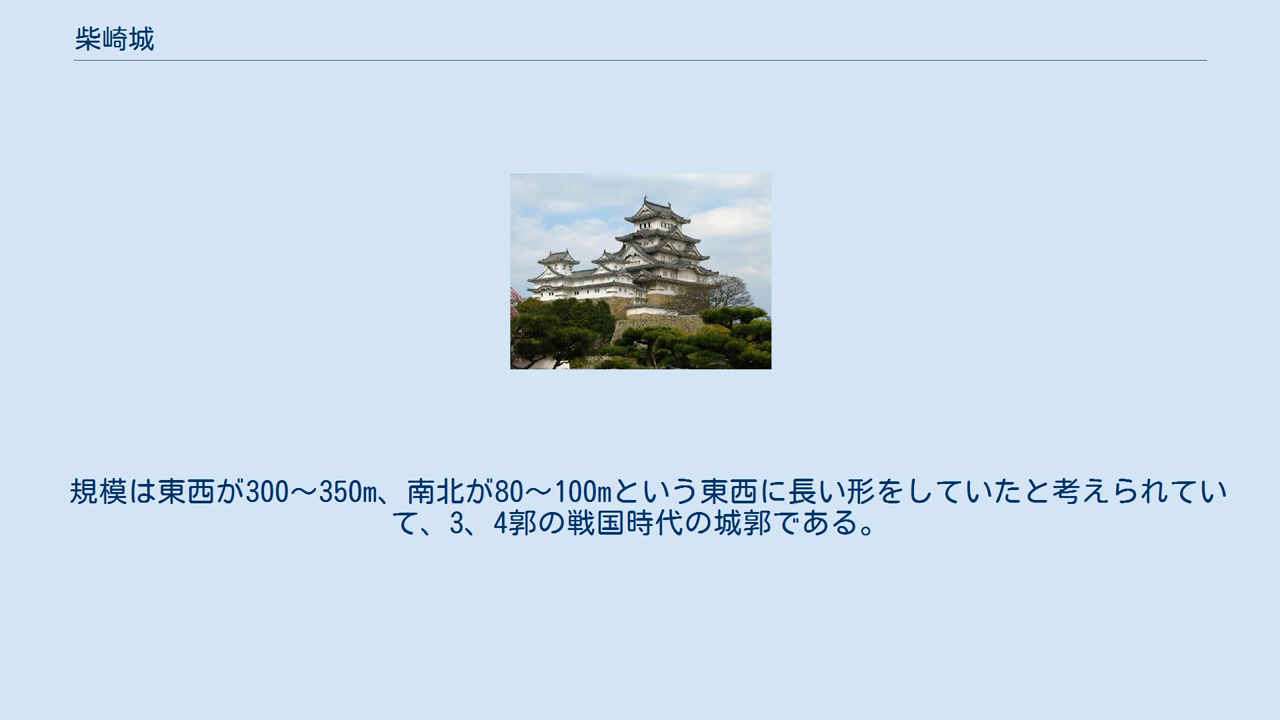 柴崎城
規模は東西が300〜350m、南北が80〜100mという東西に長い形をしていたと考えられてい
て、3、4郭の戦国時代の城郭である。